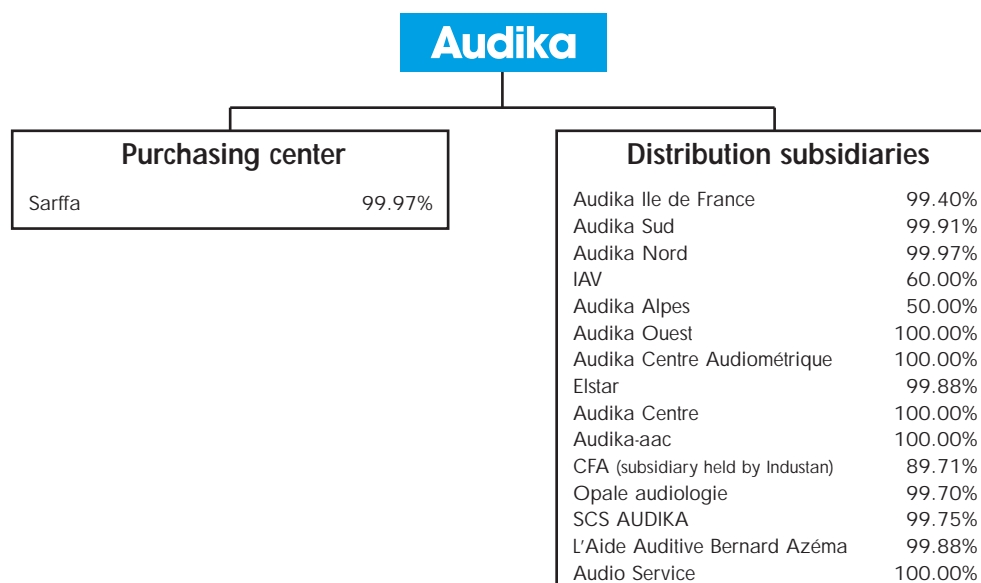 Audika
Purchasing center
Sarffa 99.97%
Distribution subsidiaries
Audika Ile de France 99.40%
Audika Sud 99.91%
Audika Nord 99.97%
IAV 60.00%
Audika Alpes 50.00%
Audika Ouest 100.00%
Audika Centre Audiométrique 100.00%
Elstar 99.88%
Audika Centre 100.00%
Audika-aac 100.00%
CFA (subsidiary held by Industan) 89.71%
Opale audiologie 99.70%
SCS AUDIKA 99.75%
L'Aide Auditive Bernard Azéma 99.88%
Audio Service 100.00%